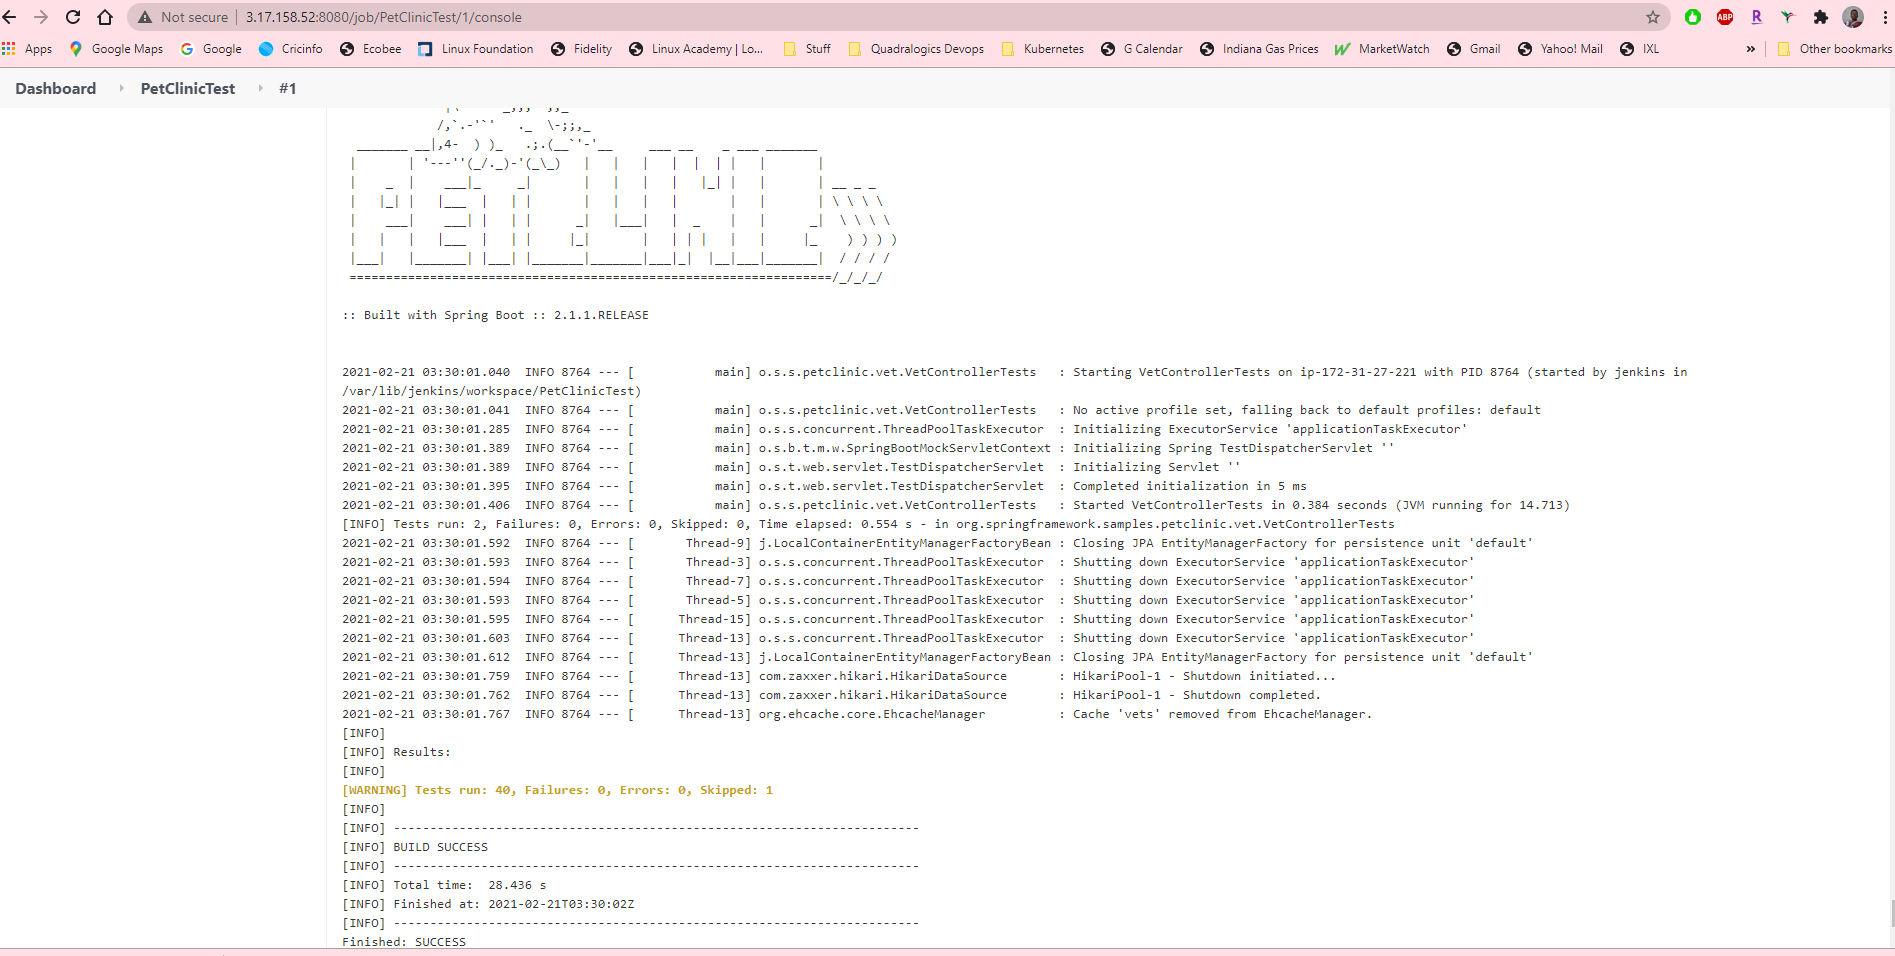 Not secure | 3.17.158.52:8080/job/PetClinicTest/1/console
ABP R
Apps Google Maps Google Cricinfo Ecobee Linux Foundation Fidelity Linux Academy | Lo... Stuff Quadralogics Devops Kubernetes G Calendar Indiana Gas Prices MarketWatch Gmail Yahoo! Mail IXL » Other bookmarks
Dashboard PetClinicTest #1
:: Built with Spring Boot :: 2.1.1.RELEASE
2021-02-21 03:30:01.040  INFO 8764 --- [           main] o.s.s.petclinic.vet.VetControllerTests   : Starting VetControllerTests on ip-172-31-27-221 with PID 8764 (started by jenkins in
/var/lib/jenkins/workspace/PetClinicTest)
2021-02-21 03:30:01.041  INFO 8764 --- [           main] o.s.s.petclinic.vet.VetControllerTests   : No active profile set, falling back to default profiles: default
2021-02-21 03:30:01.285  INFO 8764 --- [           main] o.s.s.concurrent.ThreadPoolTaskExecutor  : Initializing ExecutorService 'applicationTaskExecutor'
2021-02-21 03:30:01.389  INFO 8764 --- [           main] o.s.b.t.m.w.SpringBootMockServletContext : Initializing Spring TestDispatcherServlet ''
2021-02-21 03:30:01.389  INFO 8764 --- [           main] o.s.t.web.servlet.TestDispatcherServlet  : Initializing Servlet ''
2021-02-21 03:30:01.395  INFO 8764 --- [           main] o.s.t.web.servlet.TestDispatcherServlet  : Completed initialization in 5 ms
2021-02-21 03:30:01.406  INFO 8764 --- [           main] o.s.s.petclinic.vet.VetControllerTests   : Started VetControllerTests in 0.384 seconds (JVM running for 14.713)
[INFO] Tests run: 2, Failures: 0, Errors: 0, Skipped: 0, Time elapsed: 0.554 s - in org.springframework.samples.petclinic.vet.VetControllerTests
2021-02-21 03:30:01.592  INFO 8764 --- [       Thread-9] j.LocalContainerEntityManagerFactoryBean : Closing JPA EntityManagerFactory for persistence unit 'default'
2021-02-21 03:30:01.593  INFO 8764 --- [       Thread-3] o.s.s.concurrent.ThreadPoolTaskExecutor  : Shutting down ExecutorService 'applicationTaskExecutor'
2021-02-21 03:30:01.594  INFO 8764 --- [       Thread-7] o.s.s.concurrent.ThreadPoolTaskExecutor  : Shutting down ExecutorService 'applicationTaskExecutor'
2021-02-21 03:30:01.593  INFO 8764 --- [       Thread-5] o.s.s.concurrent.ThreadPoolTaskExecutor  : Shutting down ExecutorService 'applicationTaskExecutor'
2021-02-21 03:30:01.595  INFO 8764 --- [      Thread-15] o.s.s.concurrent.ThreadPoolTaskExecutor  : Shutting down ExecutorService 'applicationTaskExecutor'
2021-02-21 03:30:01.603  INFO 8764 --- [      Thread-13] o.s.s.concurrent.ThreadPoolTaskExecutor  : Shutting down ExecutorService 'applicationTaskExecutor'
2021-02-21 03:30:01.612  INFO 8764 --- [      Thread-13] j.LocalContainerEntityManagerFactoryBean : Closing JPA EntityManagerFactory for persistence unit 'default'
2021-02-21 03:30:01.759  INFO 8764 --- [      Thread-13] com.zaxxer.hikari.HikariDataSource       : HikariPool-1 - Shutdown initiated...
2021-02-21 03:30:01.762  INFO 8764 --- [      Thread-13] com.zaxxer.hikari.HikariDataSource       : HikariPool-1 - Shutdown completed.
2021-02-21 03:30:01.767  INFO 8764 --- [      Thread-13] org.ehcache.core.EhcacheManager          : Cache 'vets' removed from EhcacheManager.
[INFO]
[INFO] Results:
[INFO]
[WARNING] Tests run: 40, Failures: 0, Errors: 0, Skipped: 1
[INFO]
[INFO] ------------------------------------------------------------------------
[INFO] BUILD SUCCESS
[INFO] ------------------------------------------------------------------------
[INFO] Total time:  28.436 s
[INFO] Finished at: 2021-02-21T03:30:02Z
[INFO] ------------------------------------------------------------------------
Finished: SUCCESS